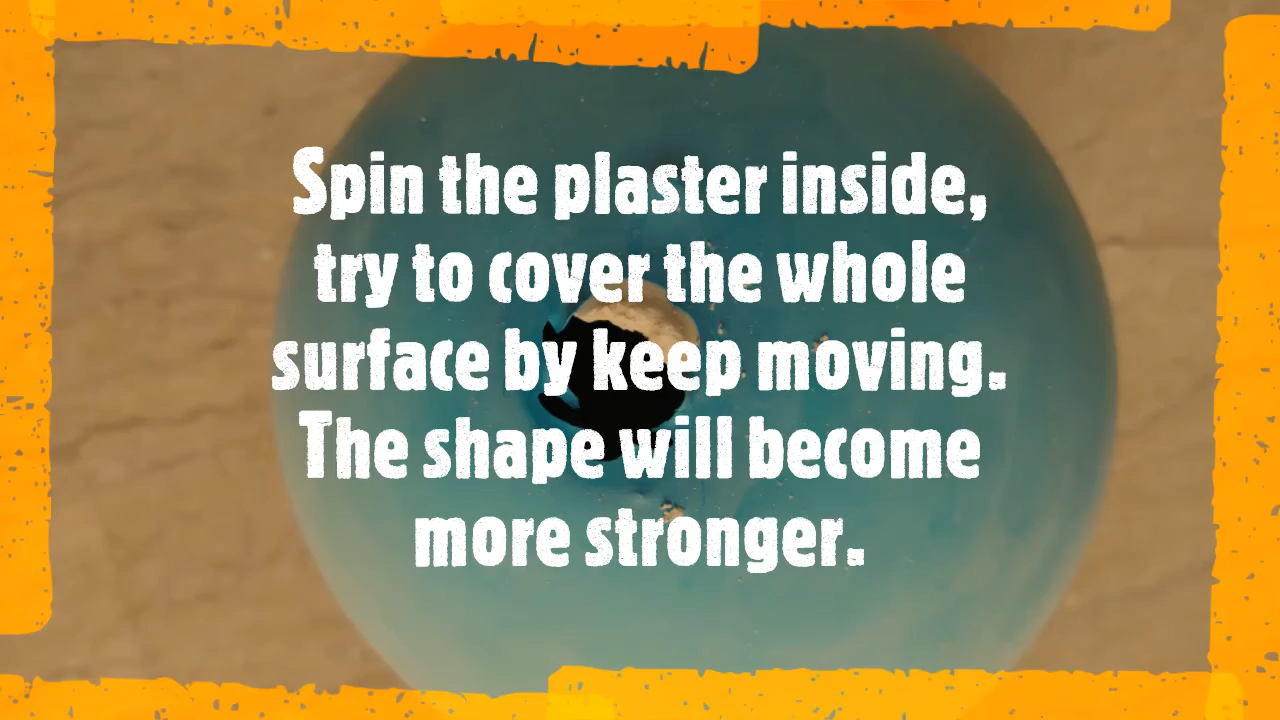 Spin the plaster inside,
try to cover the whole
surface by keep moving.
The shape will become
more stronger.